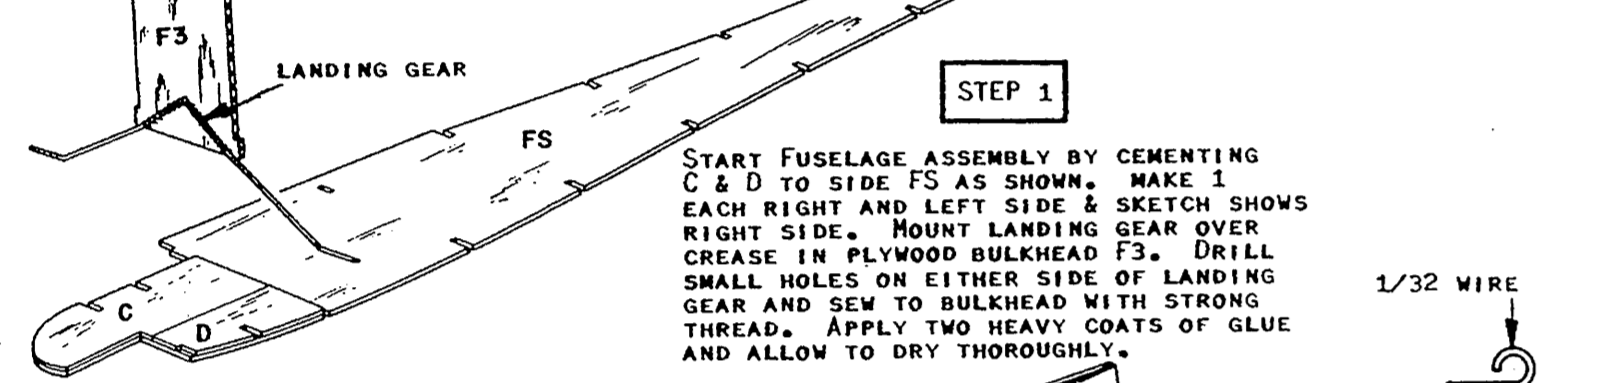 F3
LANDING GEAR
FS
C
D
STEP 1
START FUSELAGE ASSEMBLY BY CEMENTING
C & D TO SIDE FS AS SHOWN. MAKE 1
EACH RIGHT AND LEFT SIDE & SKETCH SHOWS
RIGHT SIDE. MOUNT LANDING GEAR OVER
CREASE IN PLYWOOD BULKHEAD F3. DRILL
SMALL HOLES ON EITHER SIDE OF LANDING
GEAR AND SEW TO BULKHEAD WITH STRONG
THREAD. APPLY TWO HEAVY COATS OF GLUE
AND ALLOW TO DRY THOROUGHLY.
1/32 WIRE